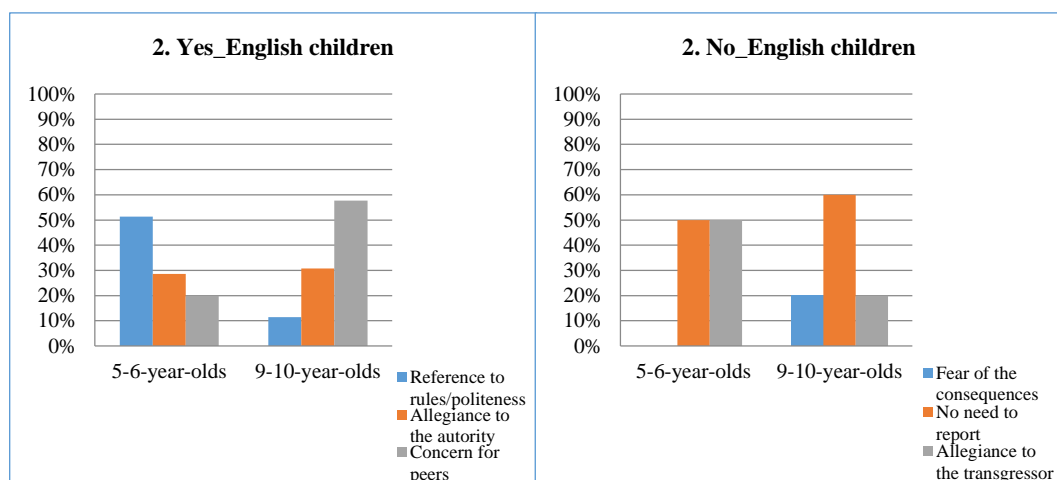 2. Yes_English children
100%
90%
80%
70%
60%
50%
40%
30%
20%
10%
0%
5-6-year-olds 9-10-year-olds
Reference to
rules/politeness
Allegiance to
the autority
Concern for
peers
2. No_English children
100%
90%
80%
70%
60%
50%
40%
30%
20%
10%
0%
5-6-year-olds 9-10-year-olds
Fear of the
consequences
No need to
report
Allegiance to
the transgressor